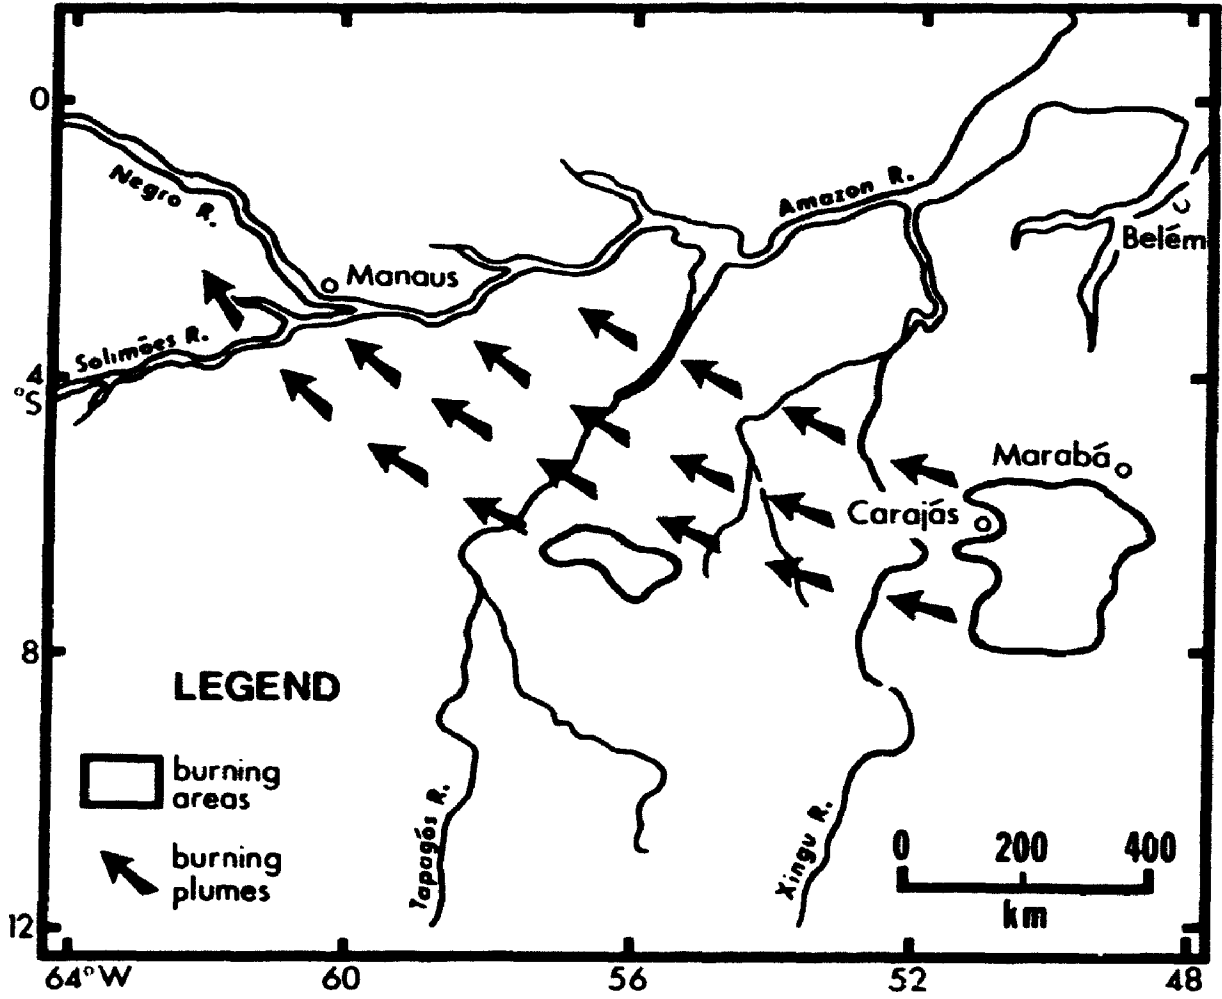 0
Negro R.
Amazon R.
Belém
Manaus
Solimões R.
4
°S
Marabá
Carajás
8
LEGEND
burning
areas
burning
plumes
Tapagós R.
Xingu R.
0 200 400
km
12
64°W 60 56 52 48